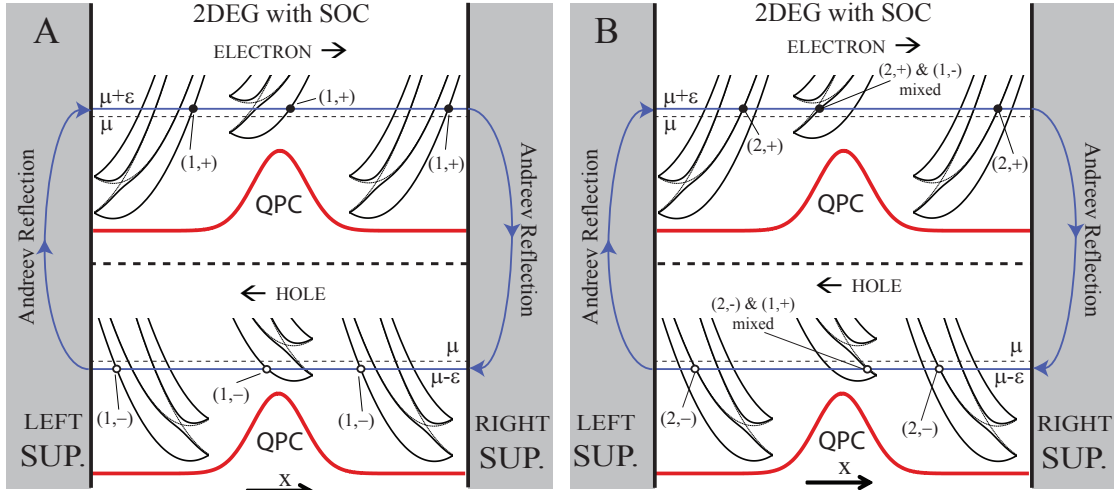 A
2DEG with SOC
ELECTRON →
μ+ε
μ
(1,+)
(1,+)
(1,+)
QPC
Andreev Reflection
Andreev Reflection
← HOLE
μ
μ-ε
(1,−)
(1,−)
(1,−)
QPC
LEFT
SUP.
RIGHT
SUP.
x
B
2DEG with SOC
ELECTRON →
(2,+) & (1,-)
mixed
μ+ε
μ
(2,+)
(2,+)
QPC
Andreev Reflection
Andreev Reflection
← HOLE
(2,-) & (1,+)
mixed
μ
μ-ε
(2,−)
(2,−)
QPC
LEFT
SUP.
RIGHT
SUP.
x